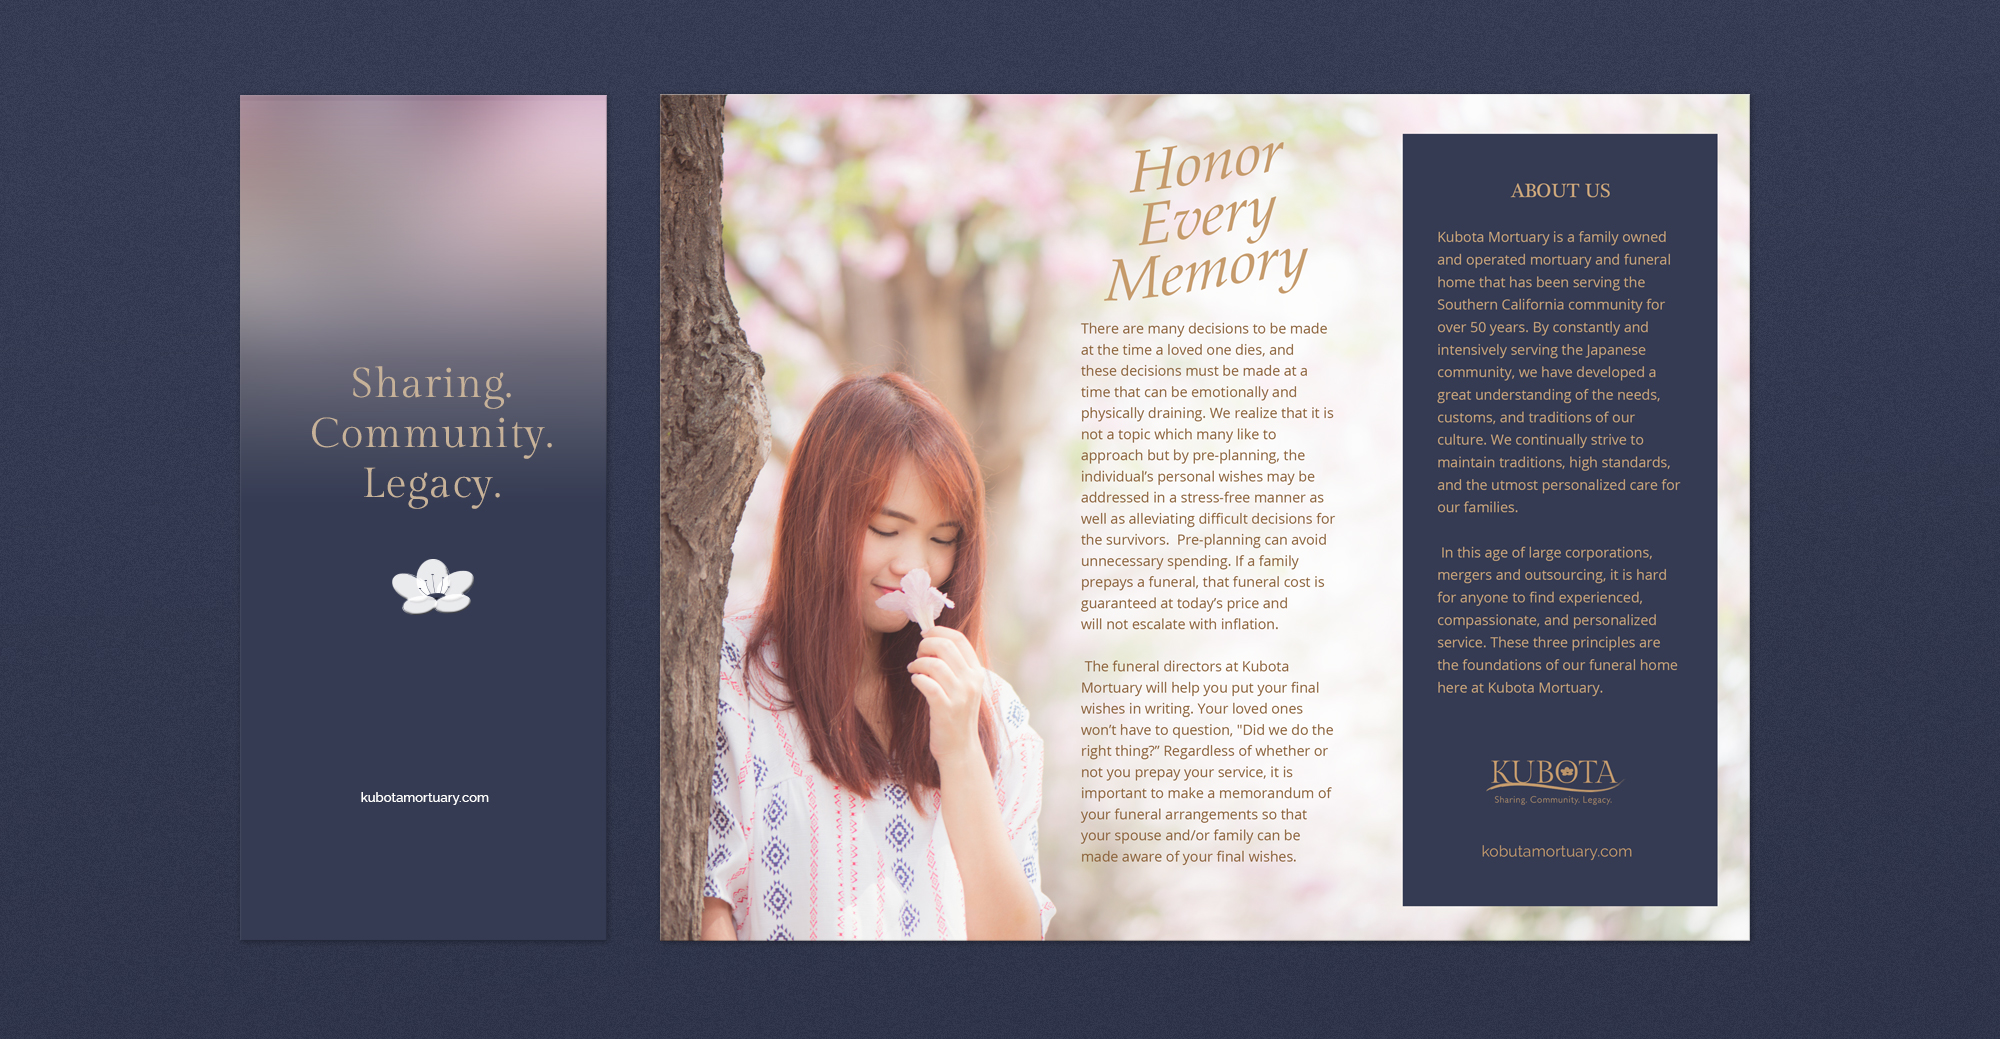 Sharing.
Community.
Legacy.
kubotamortuary.com
Honor
Every
Memory
There are many decisions to be made
at the time a loved one dies, and
these decisions must be made at a
time that can be emotionally and
physically draining. We realize that it is
not a topic which many like to
approach but by pre-planning, the
individual's personal wishes may be
addressed in a stress-free manner as
well as alleviating difficult decisions for
the survivors.  Pre-planning can avoid
unnecessary spending. If a family
prepays a funeral, that funeral cost is
guaranteed at today's price and
will not escalate with inflation.
The funeral directors at Kubota
Mortuary will help you put your final
wishes in writing. Your loved ones
won't have to question, "Did we do the
right thing?” Regardless of whether or
not you prepay your service, it is
important to make a memorandum of
your funeral arrangements so that
your spouse and/or family can be
made aware of your final wishes.
ABOUT US
Kubota Mortuary is a family owned
and operated mortuary and funeral
home that has been serving the
Southern California community for
over 50 years. By constantly and
intensively serving the Japanese
community, we have developed a
great understanding of the needs,
customs, and traditions of our
culture. We continually strive to
maintain traditions, high standards,
and the utmost personalized care for
our families.
In this age of large corporations,
mergers and outsourcing, it is hard
for anyone to find experienced,
compassionate, and personalized
service. These three principles are
the foundations of our funeral home
here at Kubota Mortuary.
KUBOTA
Sharing. Community. Legacy.
kobutamortuary.com